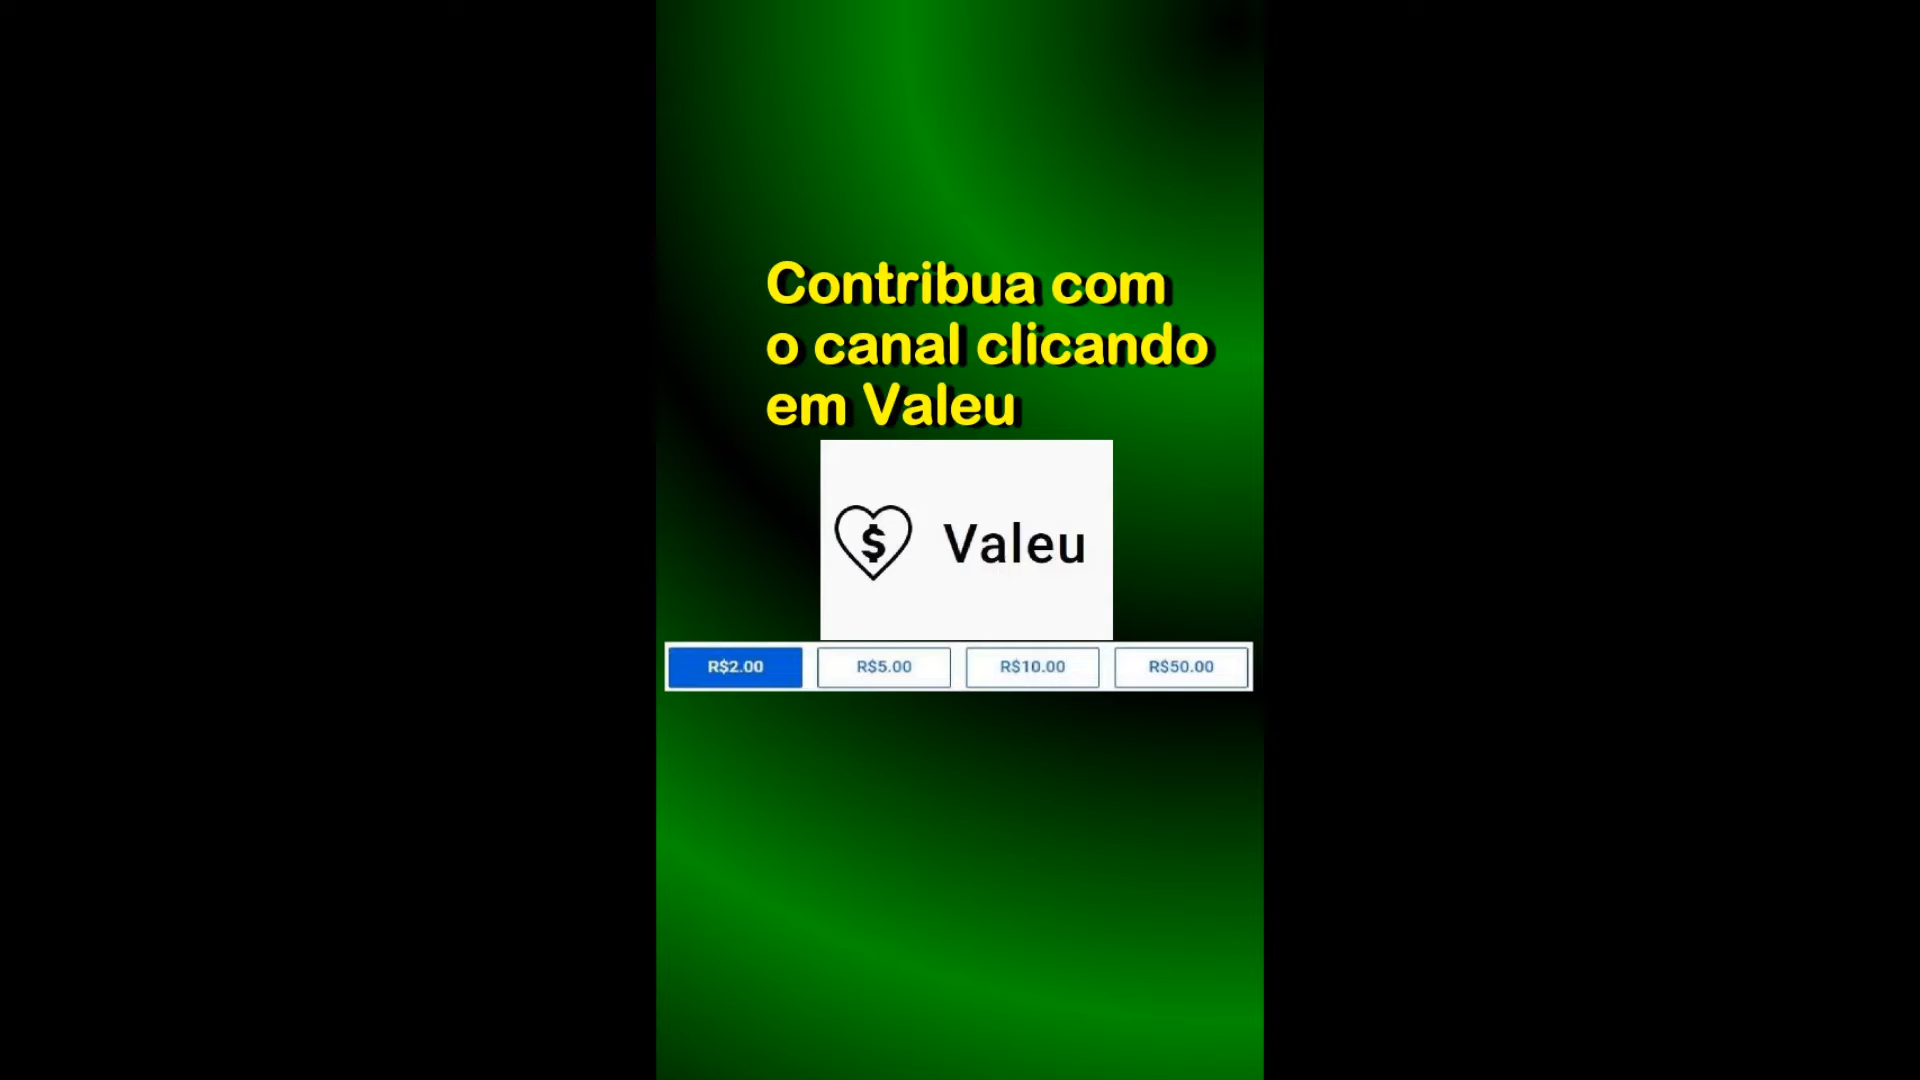 Contribua com
o canal clicando
em Valeu
$ Valeu
R$2.00 R$5.00 R$10.00 R$50.00